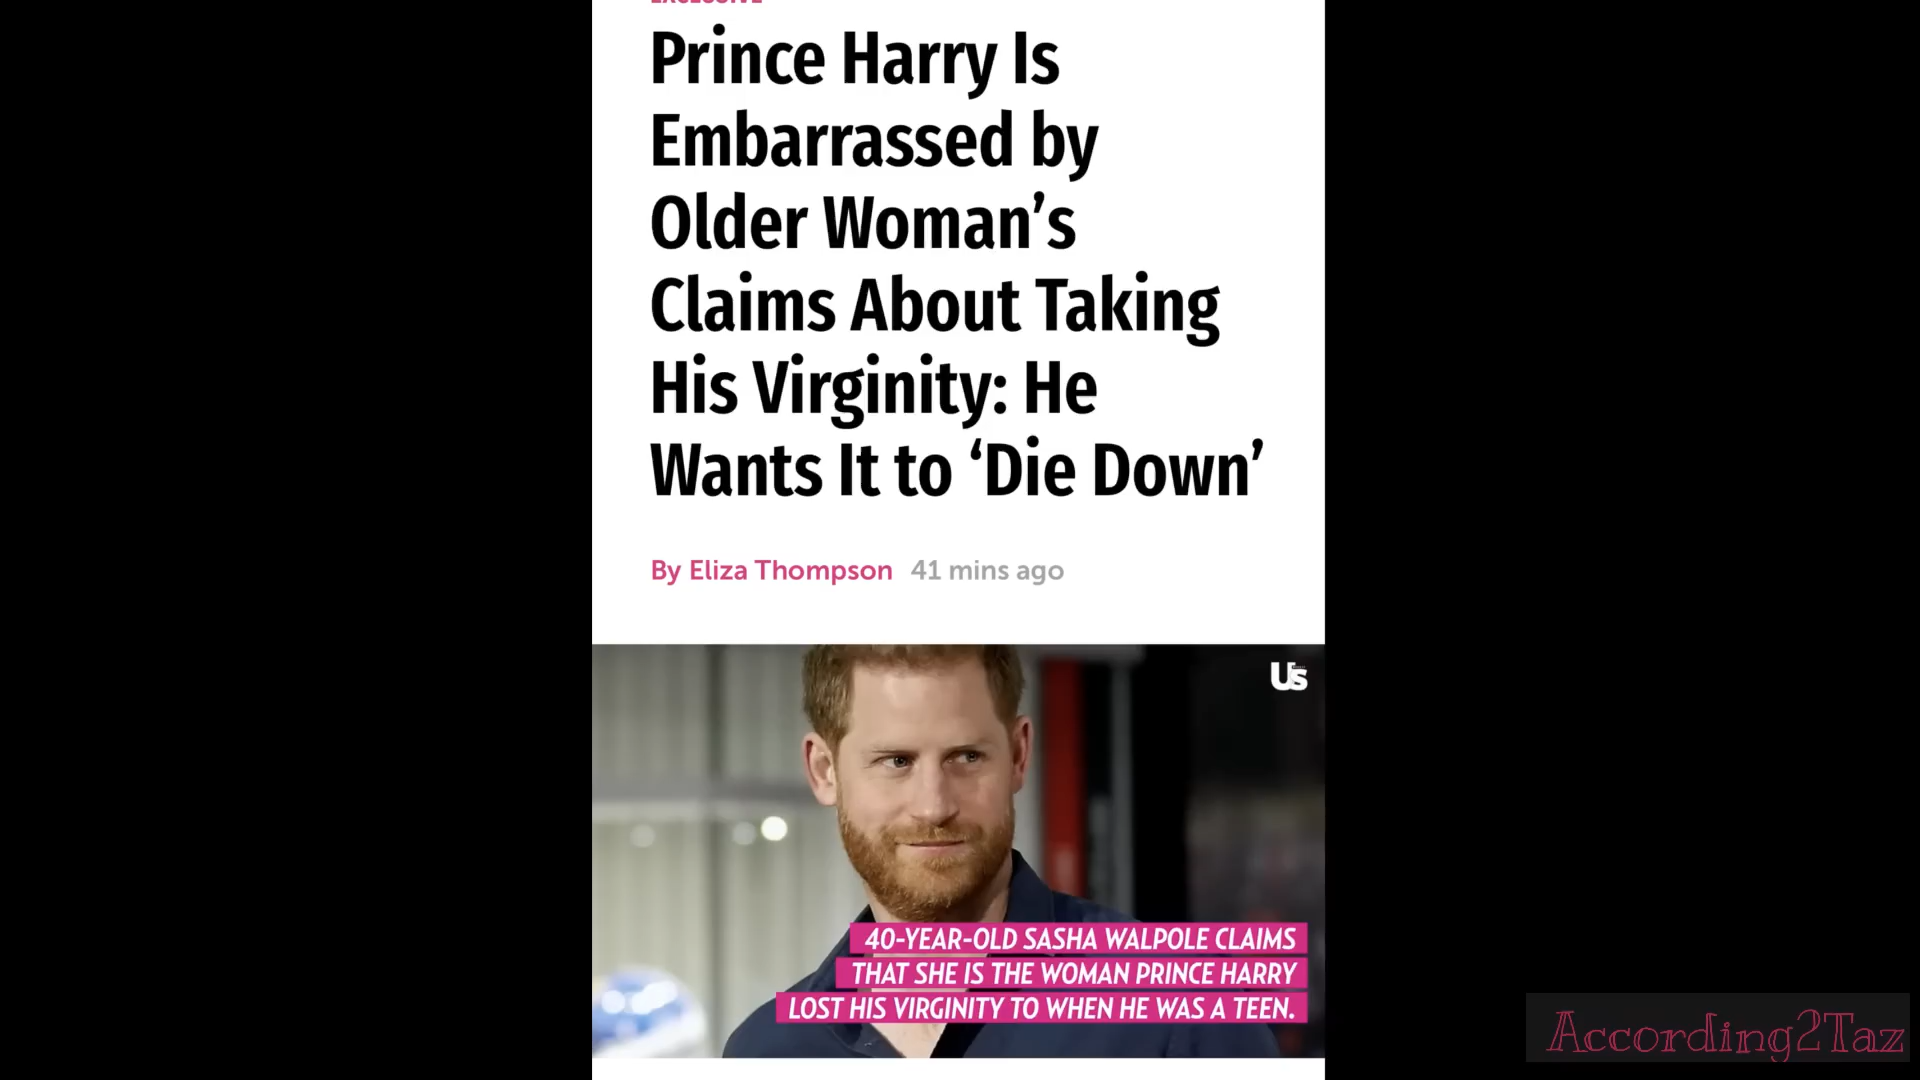 EXCLUSIVE
Prince Harry Is
Embarrassed by
Older Woman’s
Claims About Taking
His Virginity: He
Wants It to ‘Die Down’
By Eliza Thompson 41 mins ago
Us
40-YEAR-OLD SASHA WALPOLE CLAIMS
THAT SHE IS THE WOMAN PRINCE HARRY
LOST HIS VIRGINITY TO WHEN HE WAS A TEEN.
According2Taz